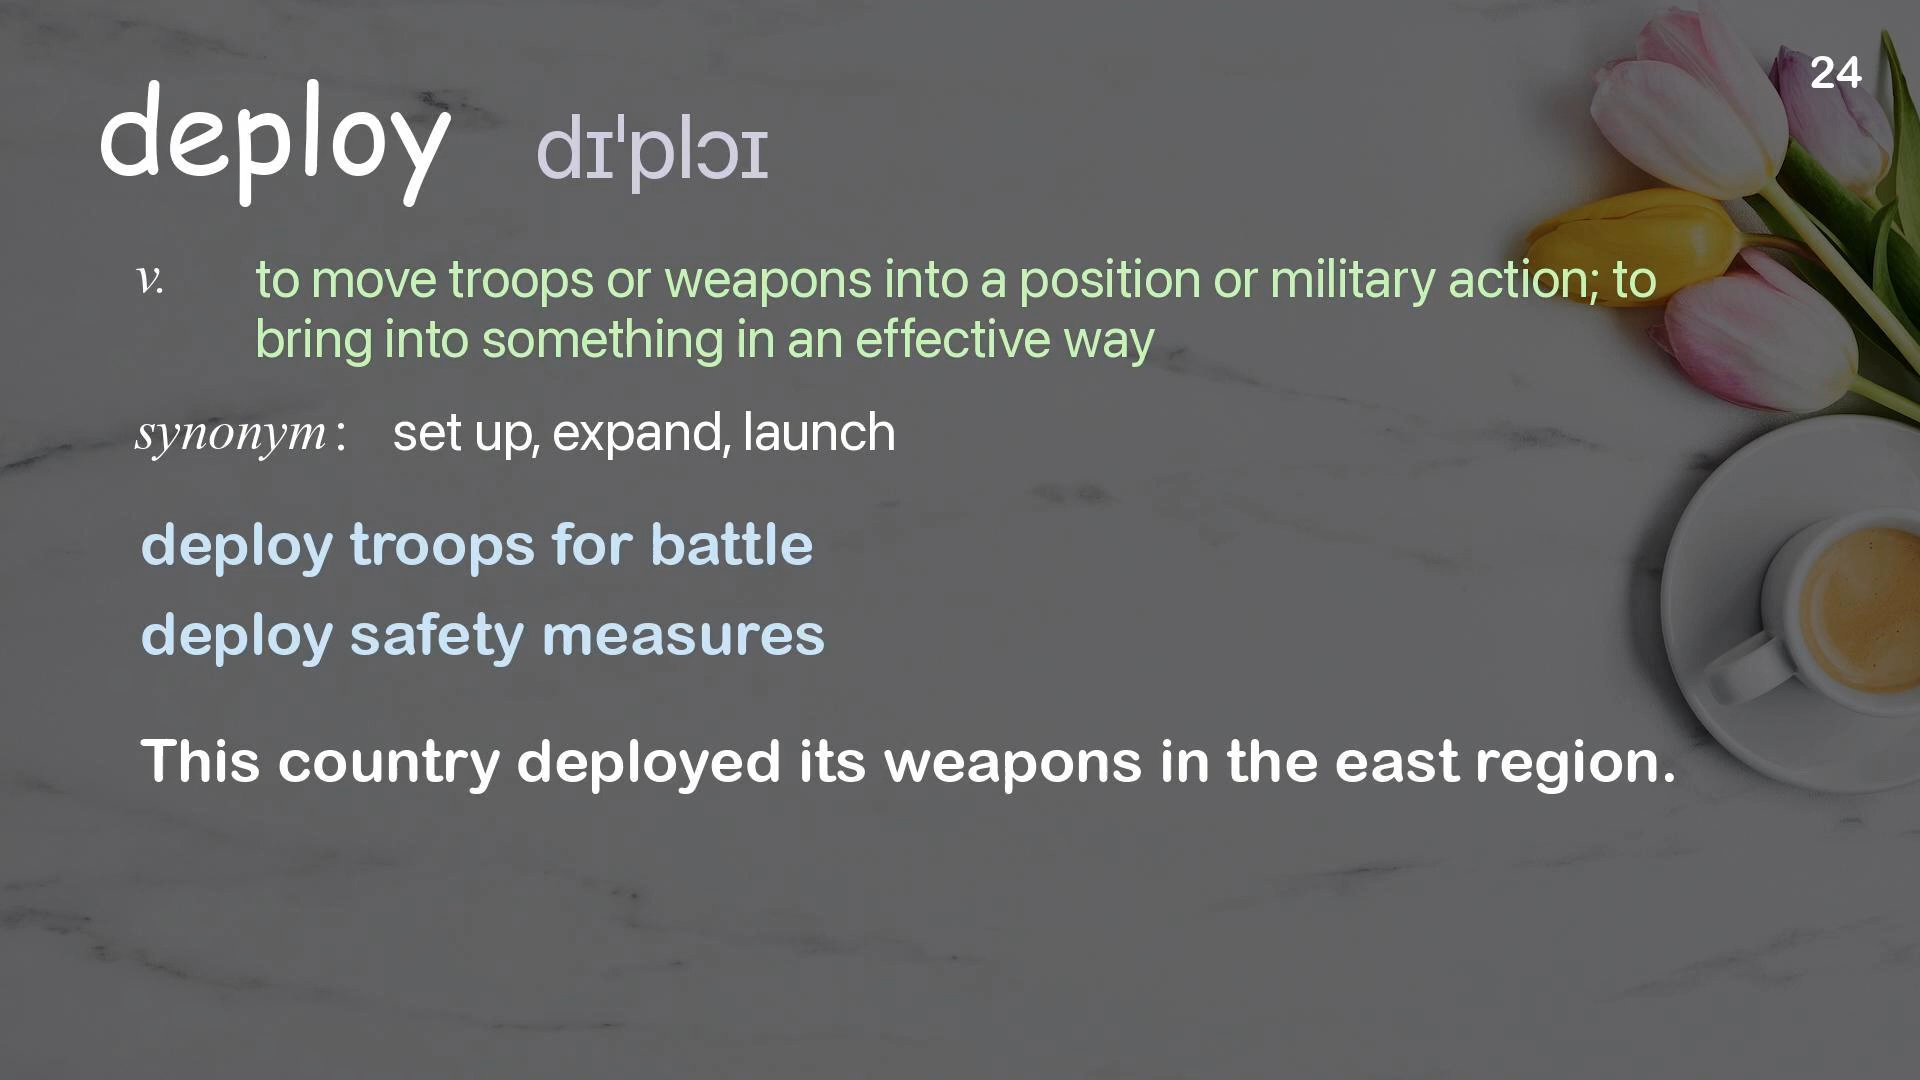 24
deploy dɪˈplɔɪ
v. to move troops or weapons into a position or military action; to
bring into something in an effective way
synonym: set up, expand, launch
deploy troops for battle
deploy safety measures
This country deployed its weapons in the east region.